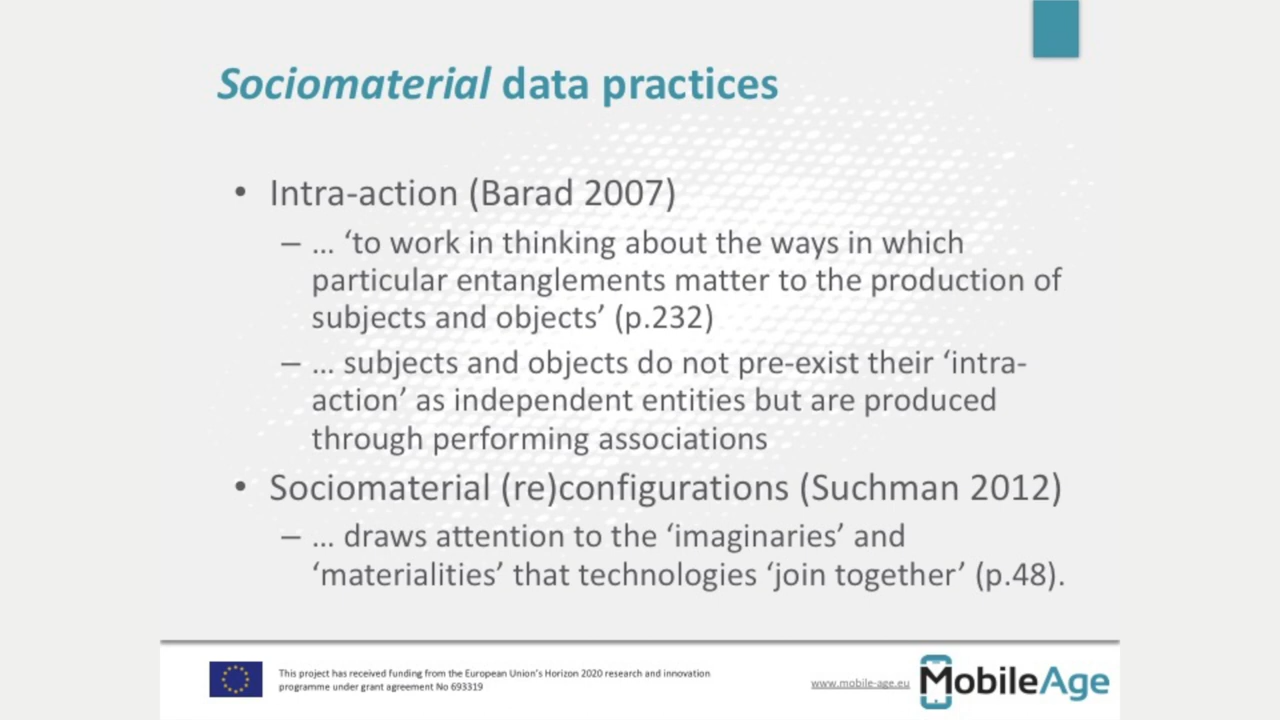 Sociomaterial data practices
• Intra-action (Barad 2007)
– ... ‘to work in thinking about the ways in which
particular entanglements matter to the production of
subjects and objects’ (p.232)
– ... subjects and objects do not pre-exist their ‘intra-
action’ as independent entities but are produced
through performing associations
• Sociomaterial (re)configurations (Suchman 2012)
– ... draws attention to the ‘imaginaries’ and
‘materialities’ that technologies ‘join together’ (p.48).
This project has received funding from the European Union’s Horizon 2020 research and innovation
programme under grant agreement No 693319
www.mobile-age.eu
MobileAge